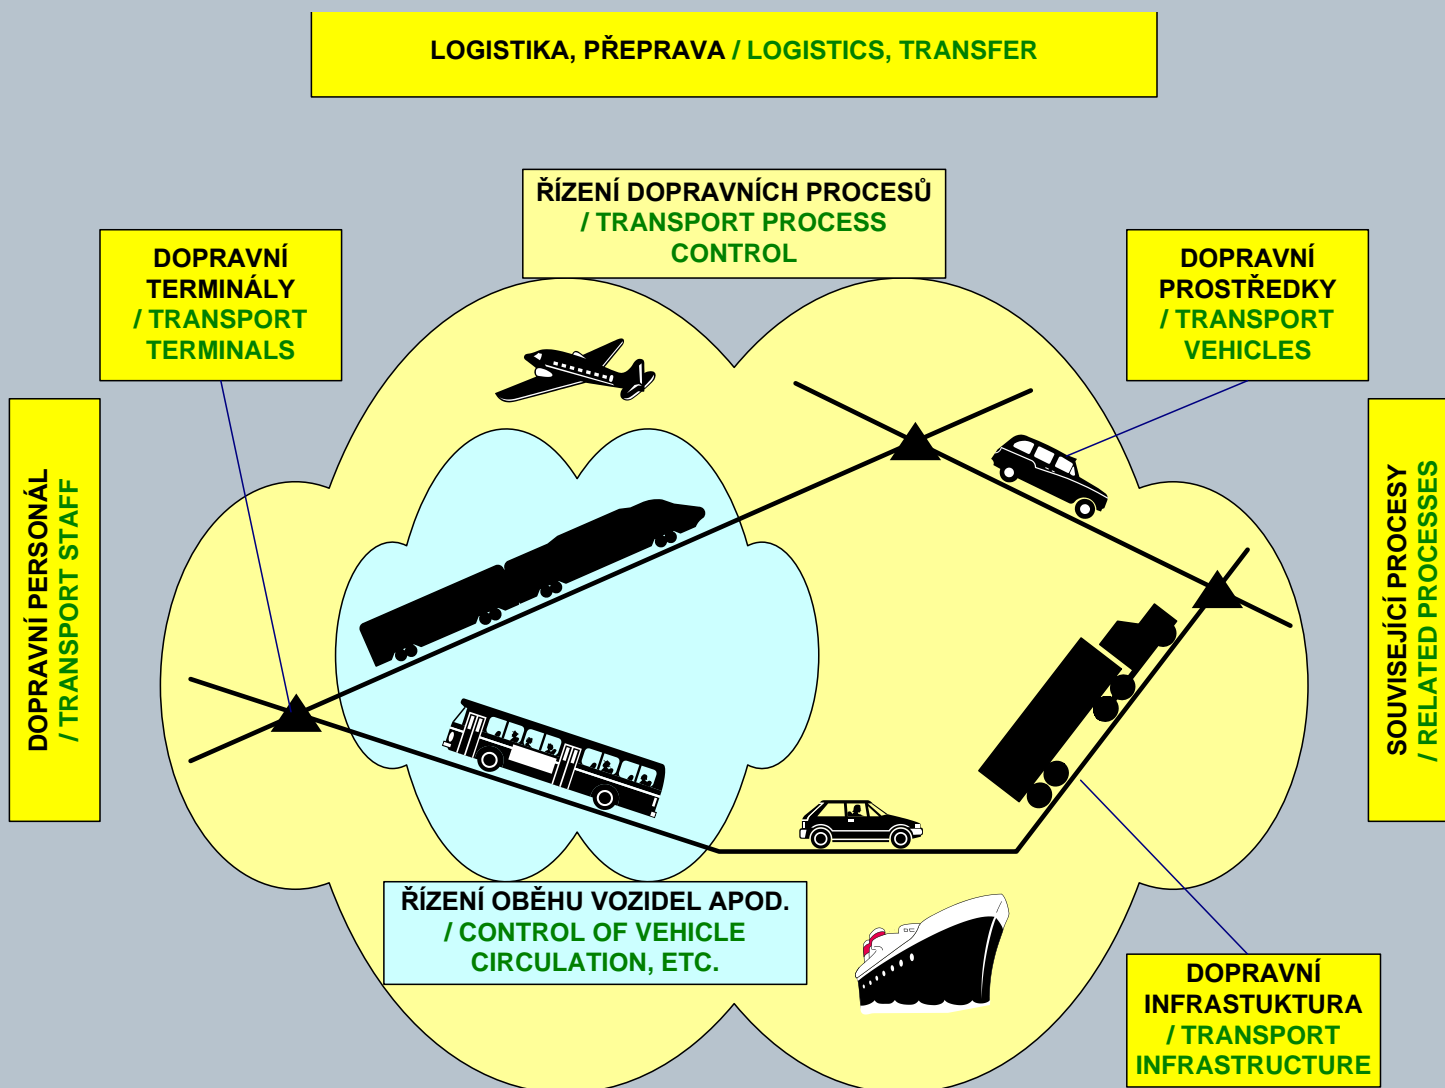 LOGISTIKA, PŘEPRAVA / LOGISTICS, TRANSFER
ŘÍZENÍ DOPRAVNÍCH PROCESŮ
/ TRANSPORT PROCESS
CONTROL
DOPRAVNÍ
TERMINÁLY
/ TRANSPORT
TERMINALS
DOPRAVNÍ
PROSTŘEDKY
/ TRANSPORT
VEHICLES
DOPRAVNÍ PERSONÁL
/ TRANSPORT STAFF
SOUVISEJÍCÍ PROCESY
/ RELATED PROCESSES
ŘÍZENÍ OBĚHU VOZIDEL APOD.
/ CONTROL OF VEHICLE
CIRCULATION, ETC.
DOPRAVNÍ
INFRASTUKTURA
/ TRANSPORT
INFRASTRUCTURE